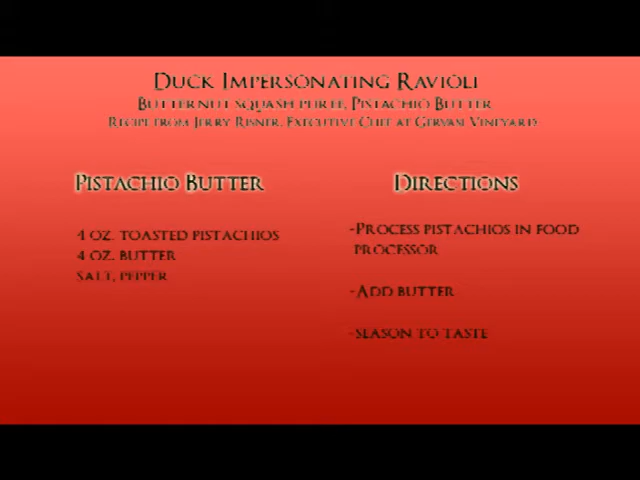 Duck Impersonating Ravioli
Butternut squash puree, Pistachio Butter
Recipe from Jerry Risner, Executive Chef at Gervasi Vineyard
Pistachio Butter
4 oz. toasted pistachios
4 oz. butter
salt, pepper
Directions
-Process pistachios in food
processor
-Add butter
-season to taste